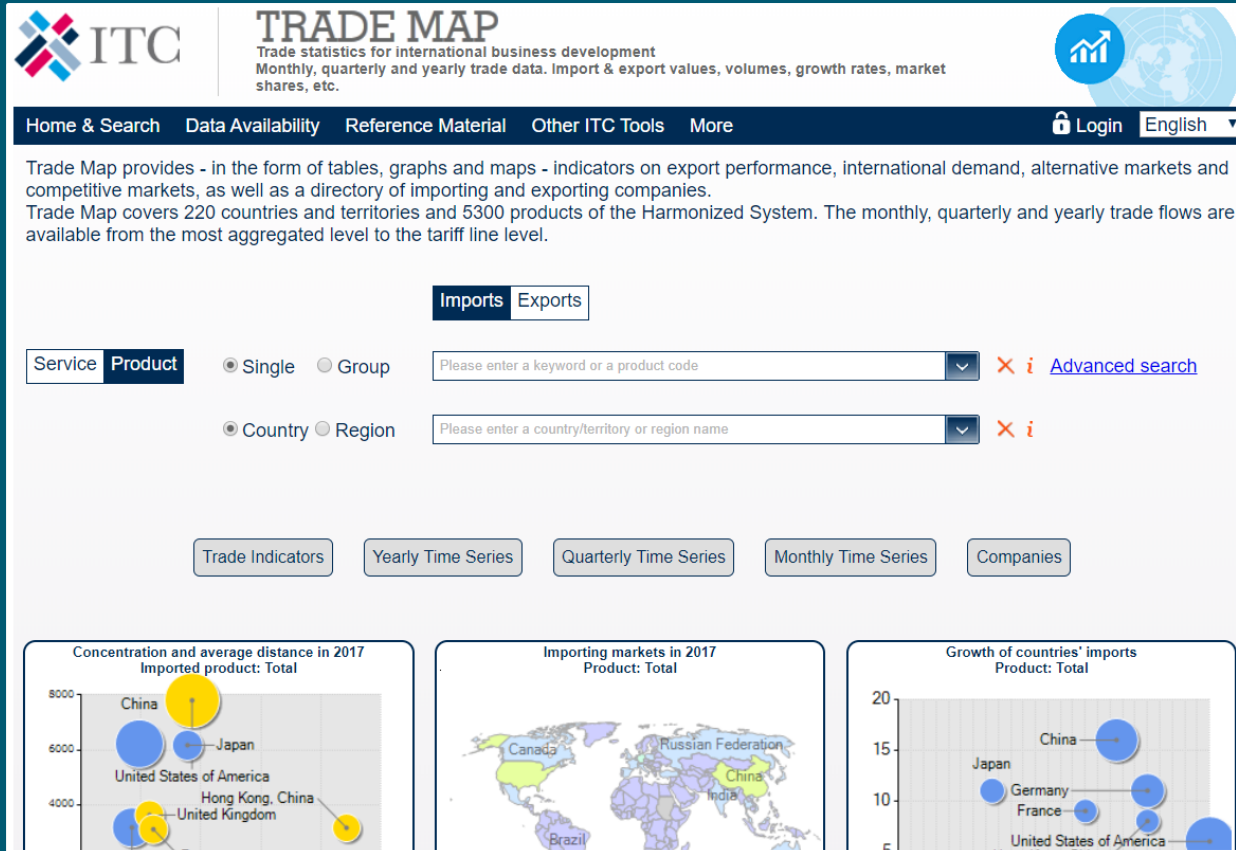 ITC
TRADE MAP
Trade statistics for international business development
Monthly, quarterly and yearly trade data. Import & export values, volumes, growth rates, market
shares, etc.
Home & Search Data Availability Reference Material Other ITC Tools More Login English
Trade Map provides - in the form of tables, graphs and maps - indicators on export performance, international demand, alternative markets and
competitive markets, as well as a directory of importing and exporting companies.
Trade Map covers 220 countries and territories and 5300 products of the Harmonized System. The monthly, quarterly and yearly trade flows are
available from the most aggregated level to the tariff line level.
Imports Exports
Service Product Single Group Please enter a keyword or a product code i Advanced search
Country Region Please enter a country/territory or region name i
Trade Indicators Yearly Time Series Quarterly Time Series Monthly Time Series Companies
Concentration and average distance in 2017
Imported product: Total
8000
China
6000
Japan
United States of America
Hong Kong, China
4000
United Kingdom
Importing markets in 2017
Product: Total
Canada
Russian Federation
China
India
Brazil
Growth of countries' imports
Product: Total
20
China
15
Japan
Germany
10
France
United States of America
5